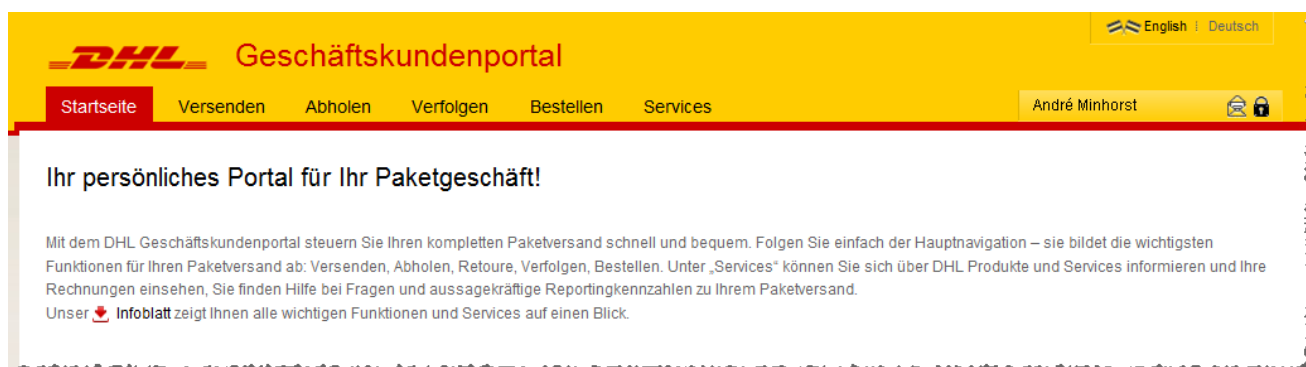 English | Deutsch
DHL Geschäftskundenportal
Startseite Versenden Abholen Verfolgen Bestellen Services André Minhorst
Ihr persönliches Portal für Ihr Paketgeschäft!
Mit dem DHL Geschäftskundenportal steuern Sie Ihren kompletten Paketversand schnell und bequem. Folgen Sie einfach der Hauptnavigation – sie bildet die wichtigsten
Funktionen für Ihren Paketversand ab: Versenden, Abholen, Retoure, Verfolgen, Bestellen. Unter „Services“ können Sie sich über DHL Produkte und Services informieren und Ihre
Rechnungen einsehen, Sie finden Hilfe bei Fragen und aussagekräftige Reportingkennzahlen zu Ihrem Paketversand.
Unser Infoblatt zeigt Ihnen alle wichtigen Funktionen und Services auf einen Blick.